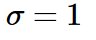 σ = 1